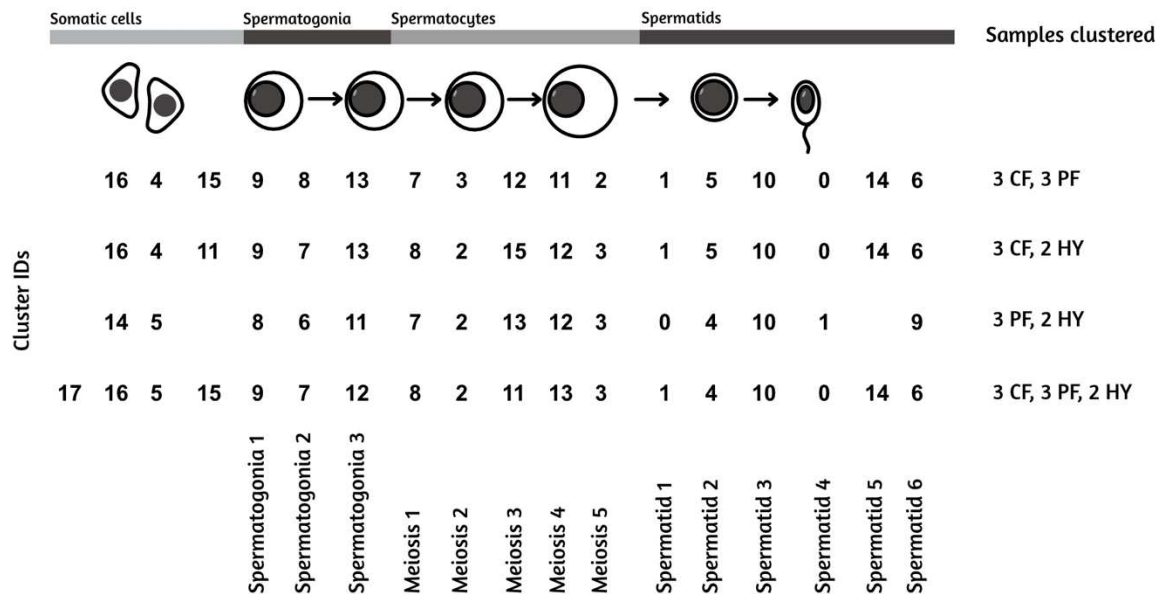 Somatic cells Spermatogonia Spermatocytes Spermatids Samples clustered
16 4 15 9 8 13 7 3 12 11 2 1 5 10 0 14 6 3 CF, 3 PF
16 4 11 9 7 13 8 2 15 12 3 1 5 10 0 14 6 3 CF, 2 HY
14 5 8 6 11 7 2 13 12 3 0 4 10 1 9 3 PF, 2 HY
17 16 5 15 9 7 12 8 2 11 13 3 1 4 10 0 14 6 3 CF, 3 PF, 2 HY
Cluster IDs
Spermatogonia 1
Spermatogonia 2
Spermatogonia 3
Meiosis 1
Meiosis 2
Meiosis 3
Meiosis 4
Meiosis 5
Spermatid 1
Spermatid 2
Spermatid 3
Spermatid 4
Spermatid 5
Spermatid 6